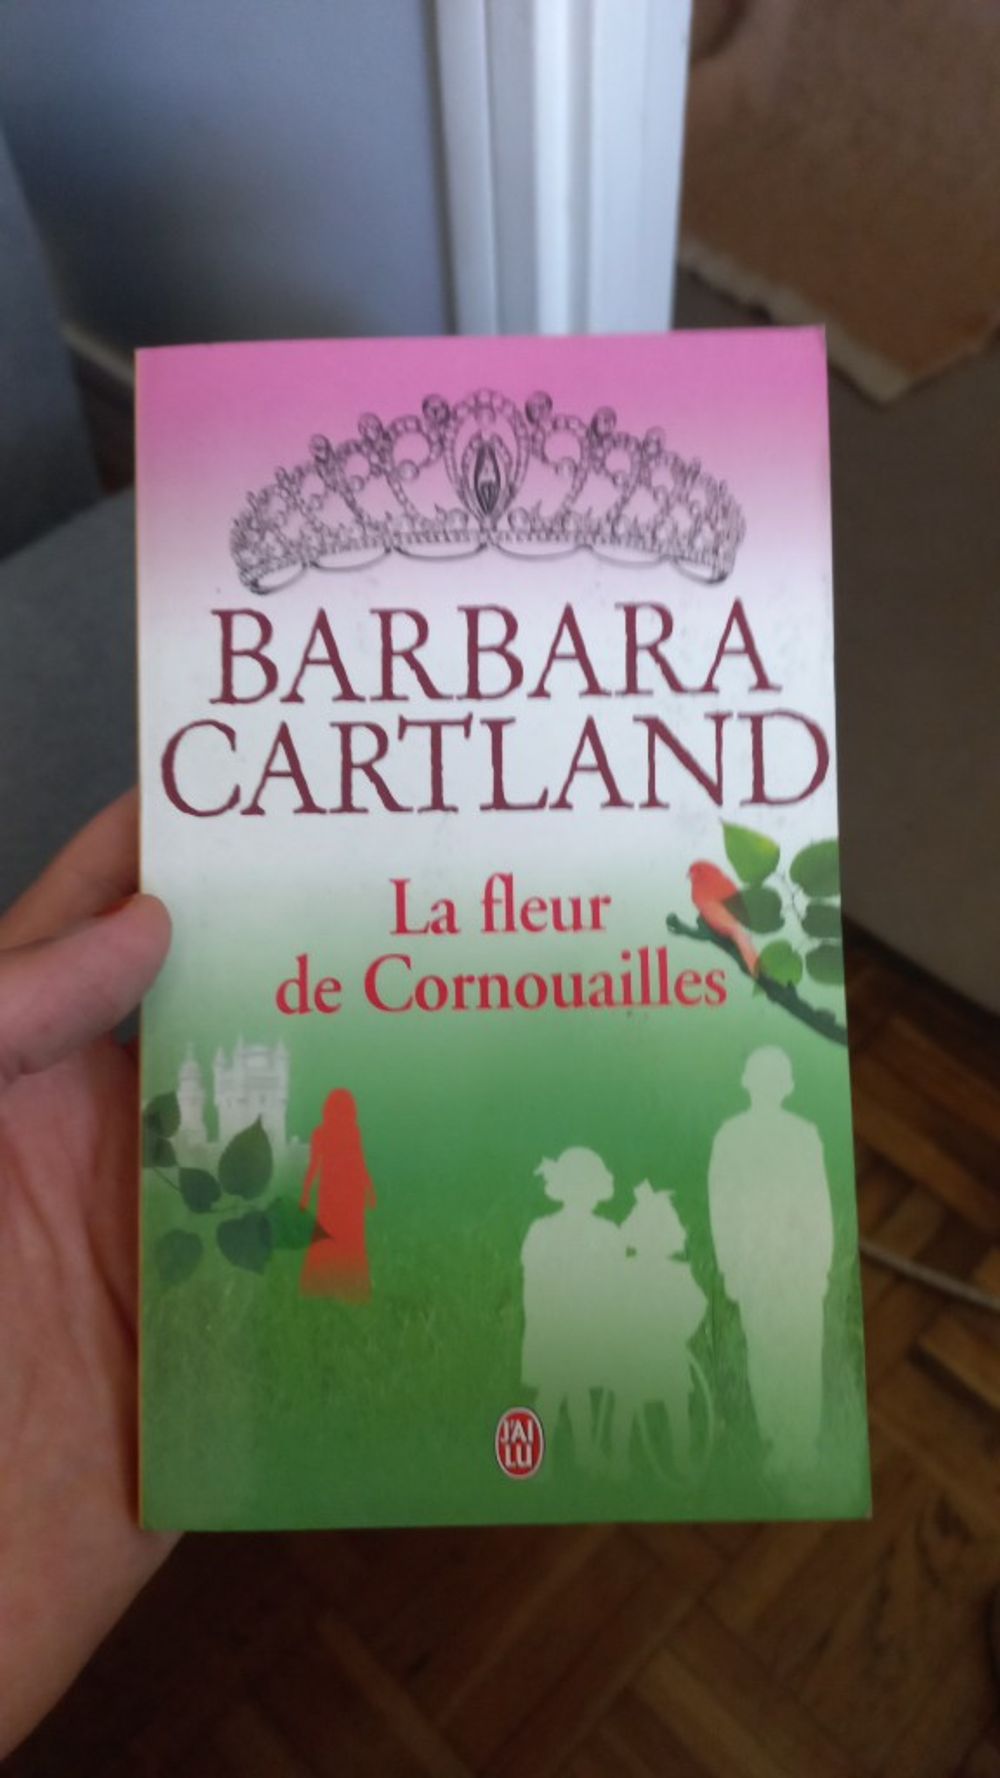 BARBARA
CARTLAND
La fleur
de Cornouailles
J'AI
LU